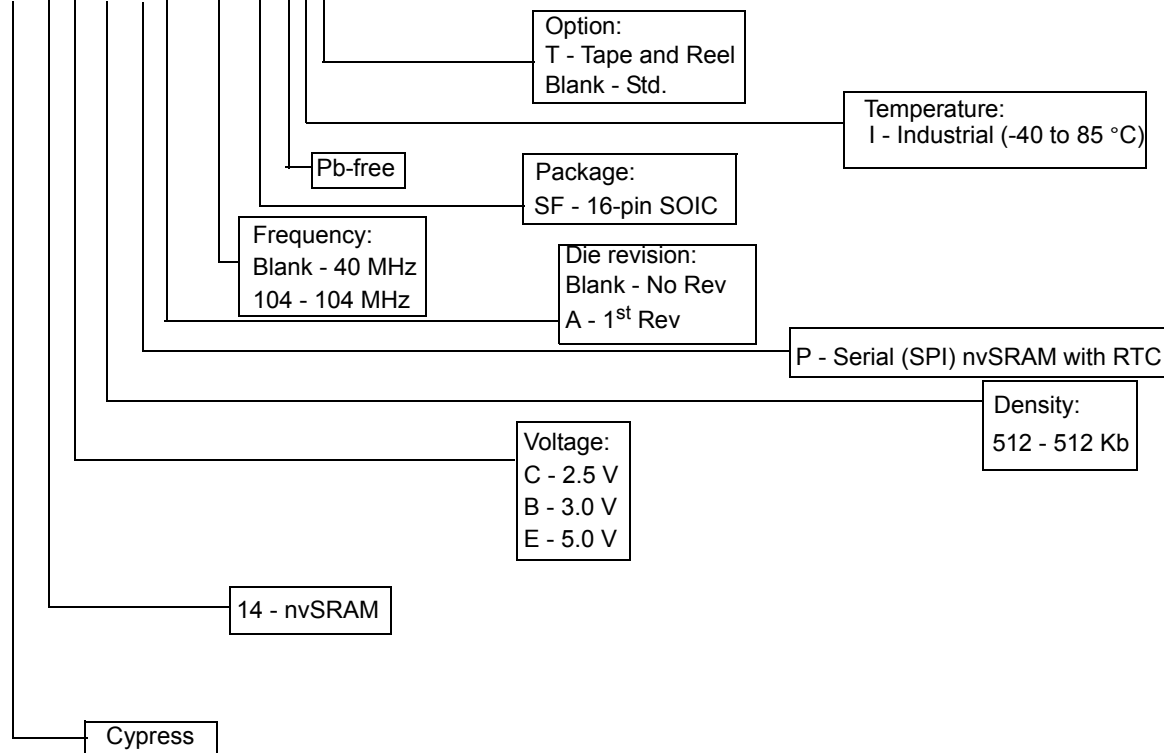 Option:
T - Tape and Reel
Blank - Std.
Temperature:
I - Industrial (-40 to 85 °C)
Pb-free
Package:
SF - 16-pin SOIC
Frequency:
Blank - 40 MHz
104 - 104 MHz
Die revision:
Blank - No Rev
A - 1st Rev
P - Serial (SPI) nvSRAM with RTC
Density:
512 - 512 Kb
Voltage:
C - 2.5 V
B - 3.0 V
E - 5.0 V
14 - nvSRAM
Cypress